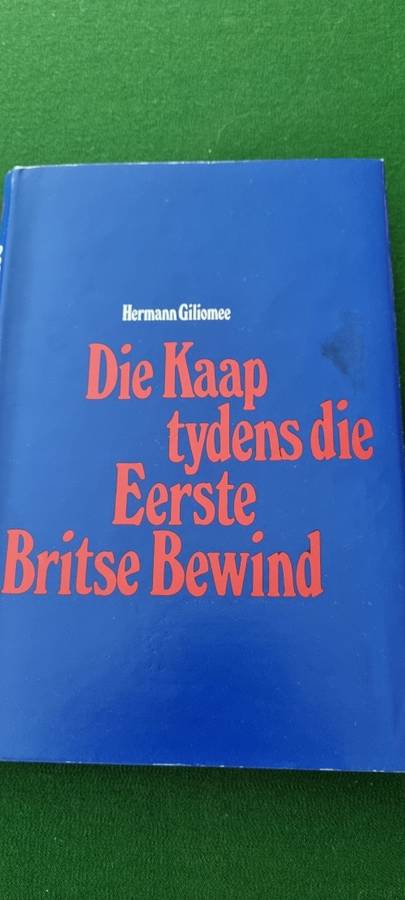 Hermann Giliomee
Die Kaap
tydens die
Eerste
Britse Bewind